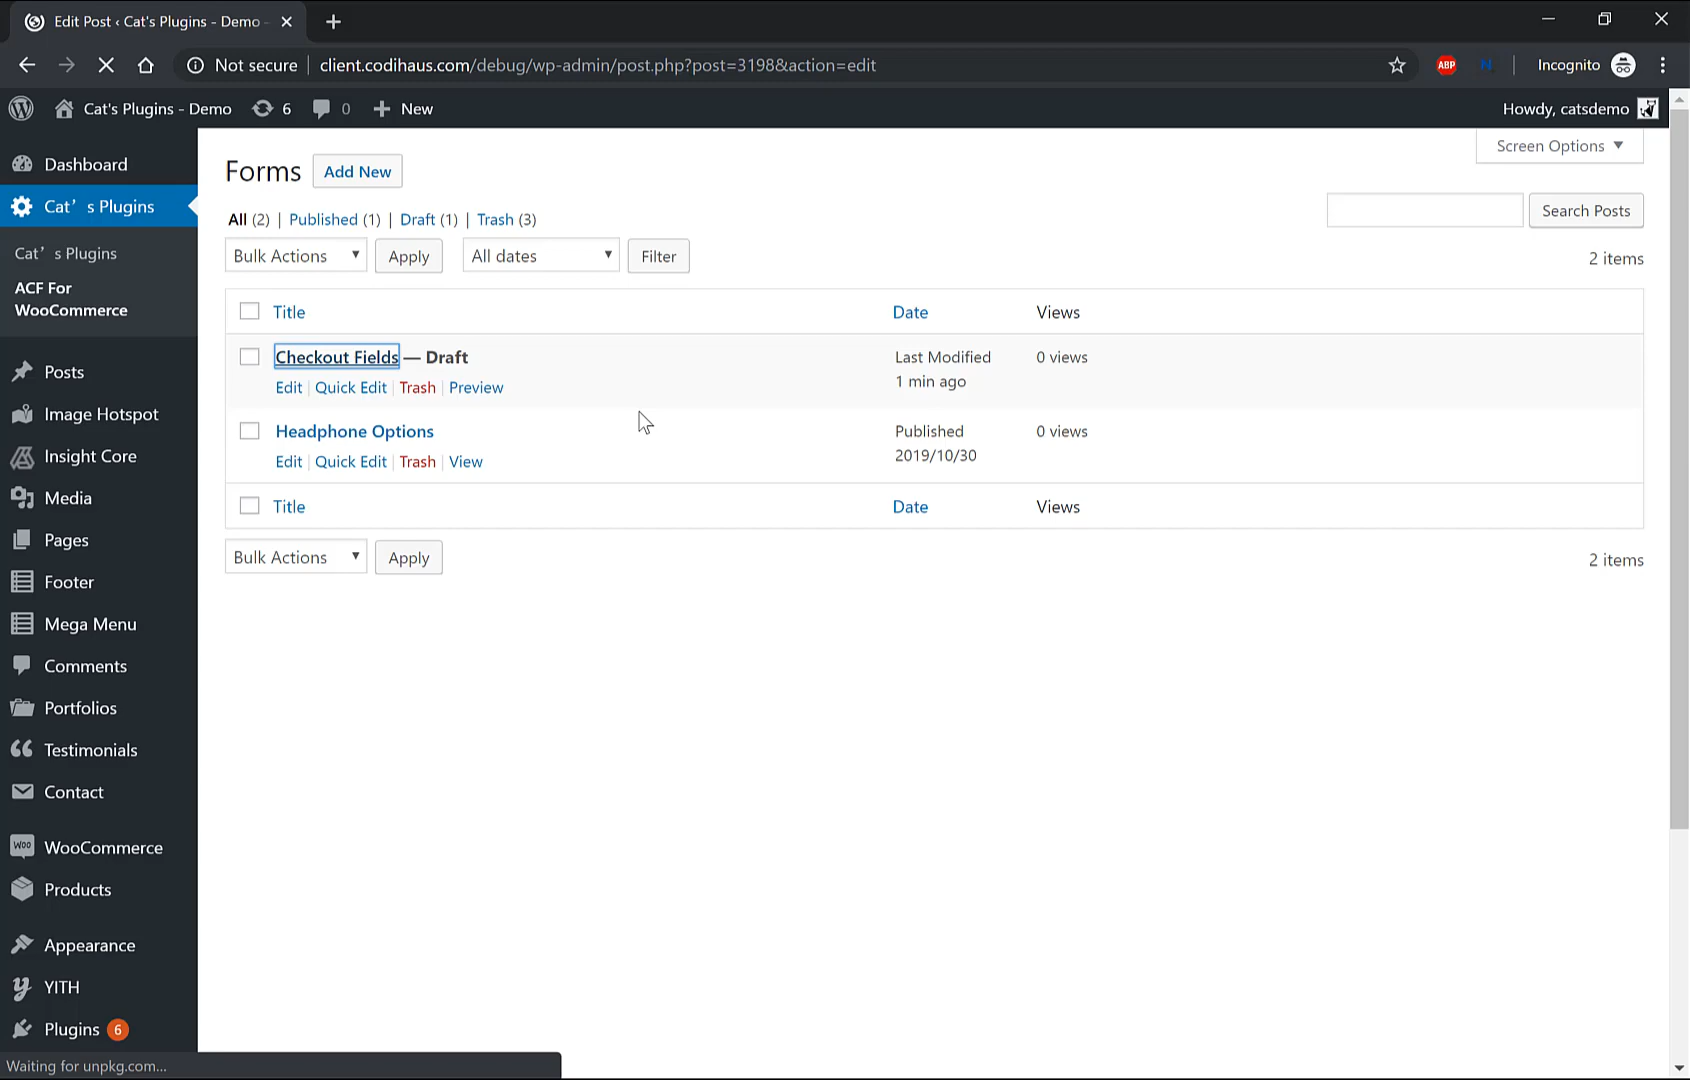 Edit Post ‹ Cat's Plugins - Demo -
Not secure | client.codihaus.com/debug/wp-admin/post.php?post=3198&action=edit
ABP
N
Incognito
Cat's Plugins - Demo
6
0
New
Howdy, catsdemo
Dashboard
Cat’ s Plugins
Cat’ s Plugins
ACF For
WooCommerce
Posts
Image Hotspot
Insight Core
Media
Pages
Footer
Mega Menu
Comments
Portfolios
Testimonials
Contact
Woo WooCommerce
Products
Appearance
YITH
Plugins 6
Screen Options
Forms Add New
All (2) | Published (1) | Draft (1) | Trash (3)
Search Posts
Bulk Actions Apply All dates Filter
2 items
Title Date Views
Checkout Fields — Draft Last Modified 0 views
Edit | Quick Edit | Trash | Preview 1 min ago
Headphone Options Published 0 views
Edit | Quick Edit | Trash | View 2019/10/30
Title Date Views
Bulk Actions Apply
2 items
Waiting for unpkg.com...